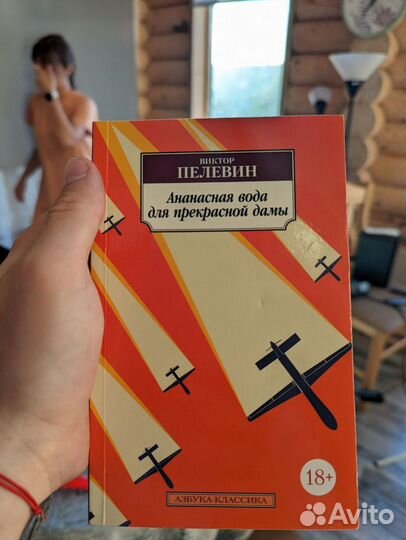 ВИКТОР
ПЕЛЕВИН
Ананасная вода
для прекрасной дамы
18+
АЗБУКА-КЛАССИКА
Avito